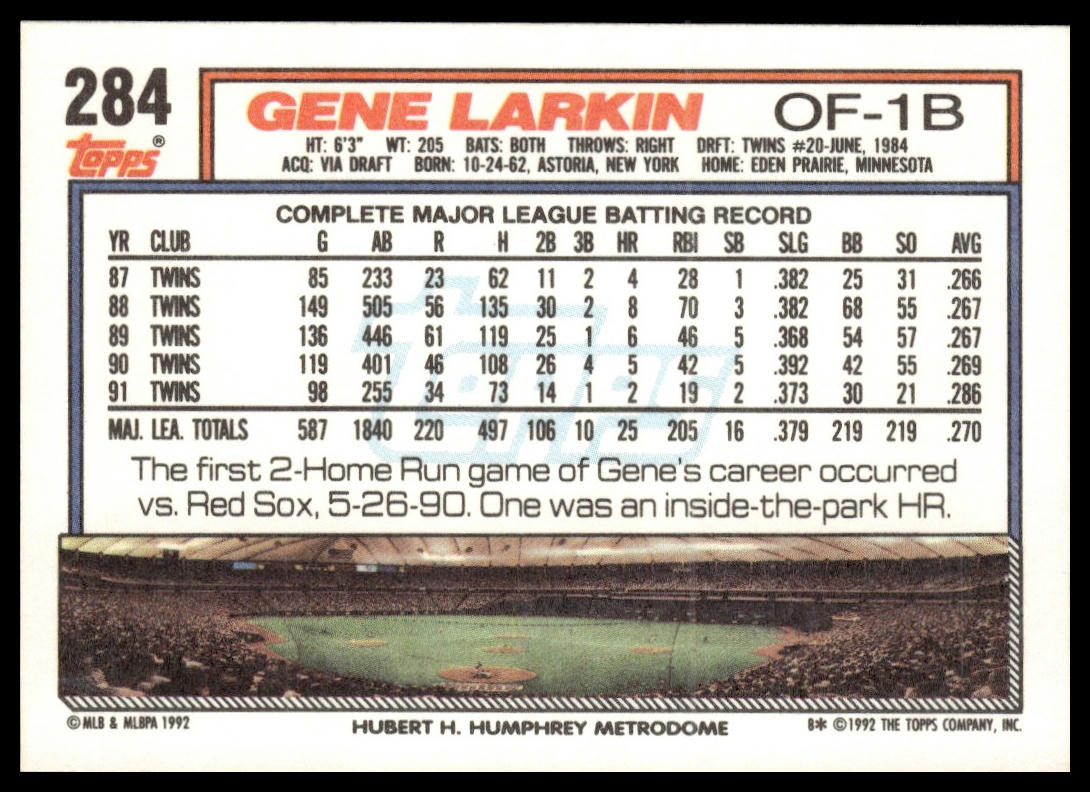 284
topps®
GENE LARKIN OF-1B
HT: 6'3" WT: 205 BATS: BOTH THROWS: RIGHT DRFT: TWINS #20-JUNE, 1984
ACQ: VIA DRAFT BORN: 10-24-62, ASTORIA, NEW YORK HOME: EDEN PRAIRIE, MINNESOTA
COMPLETE MAJOR LEAGUE BATTING RECORD
YR CLUB G AB R H 2B 3B HR RBI SB SLG BB SO AVG
87 TWINS 85 233 23 62 11 2 4 28 1 .382 25 31 .266
88 TWINS 149 505 56 135 30 2 8 70 3 .382 68 55 .267
89 TWINS 136 446 61 119 25 1 6 46 5 .368 54 57 .267
90 TWINS 119 401 46 108 26 4 5 42 5 .392 42 55 .269
91 TWINS 98 255 34 73 14 1 2 19 2 .373 30 21 .286
MAJ. LEA. TOTALS 587 1840 220 497 106 10 25 205 16 .379 219 219 .270
topps
The first 2-Home Run game of Gene's career occurred
vs. Red Sox, 5-26-90. One was an inside-the-park HR.
©MLB & MLBPA 1992 HUBERT H. HUMPHREY METRODOME B* ©1992 THE TOPPS COMPANY, INC.